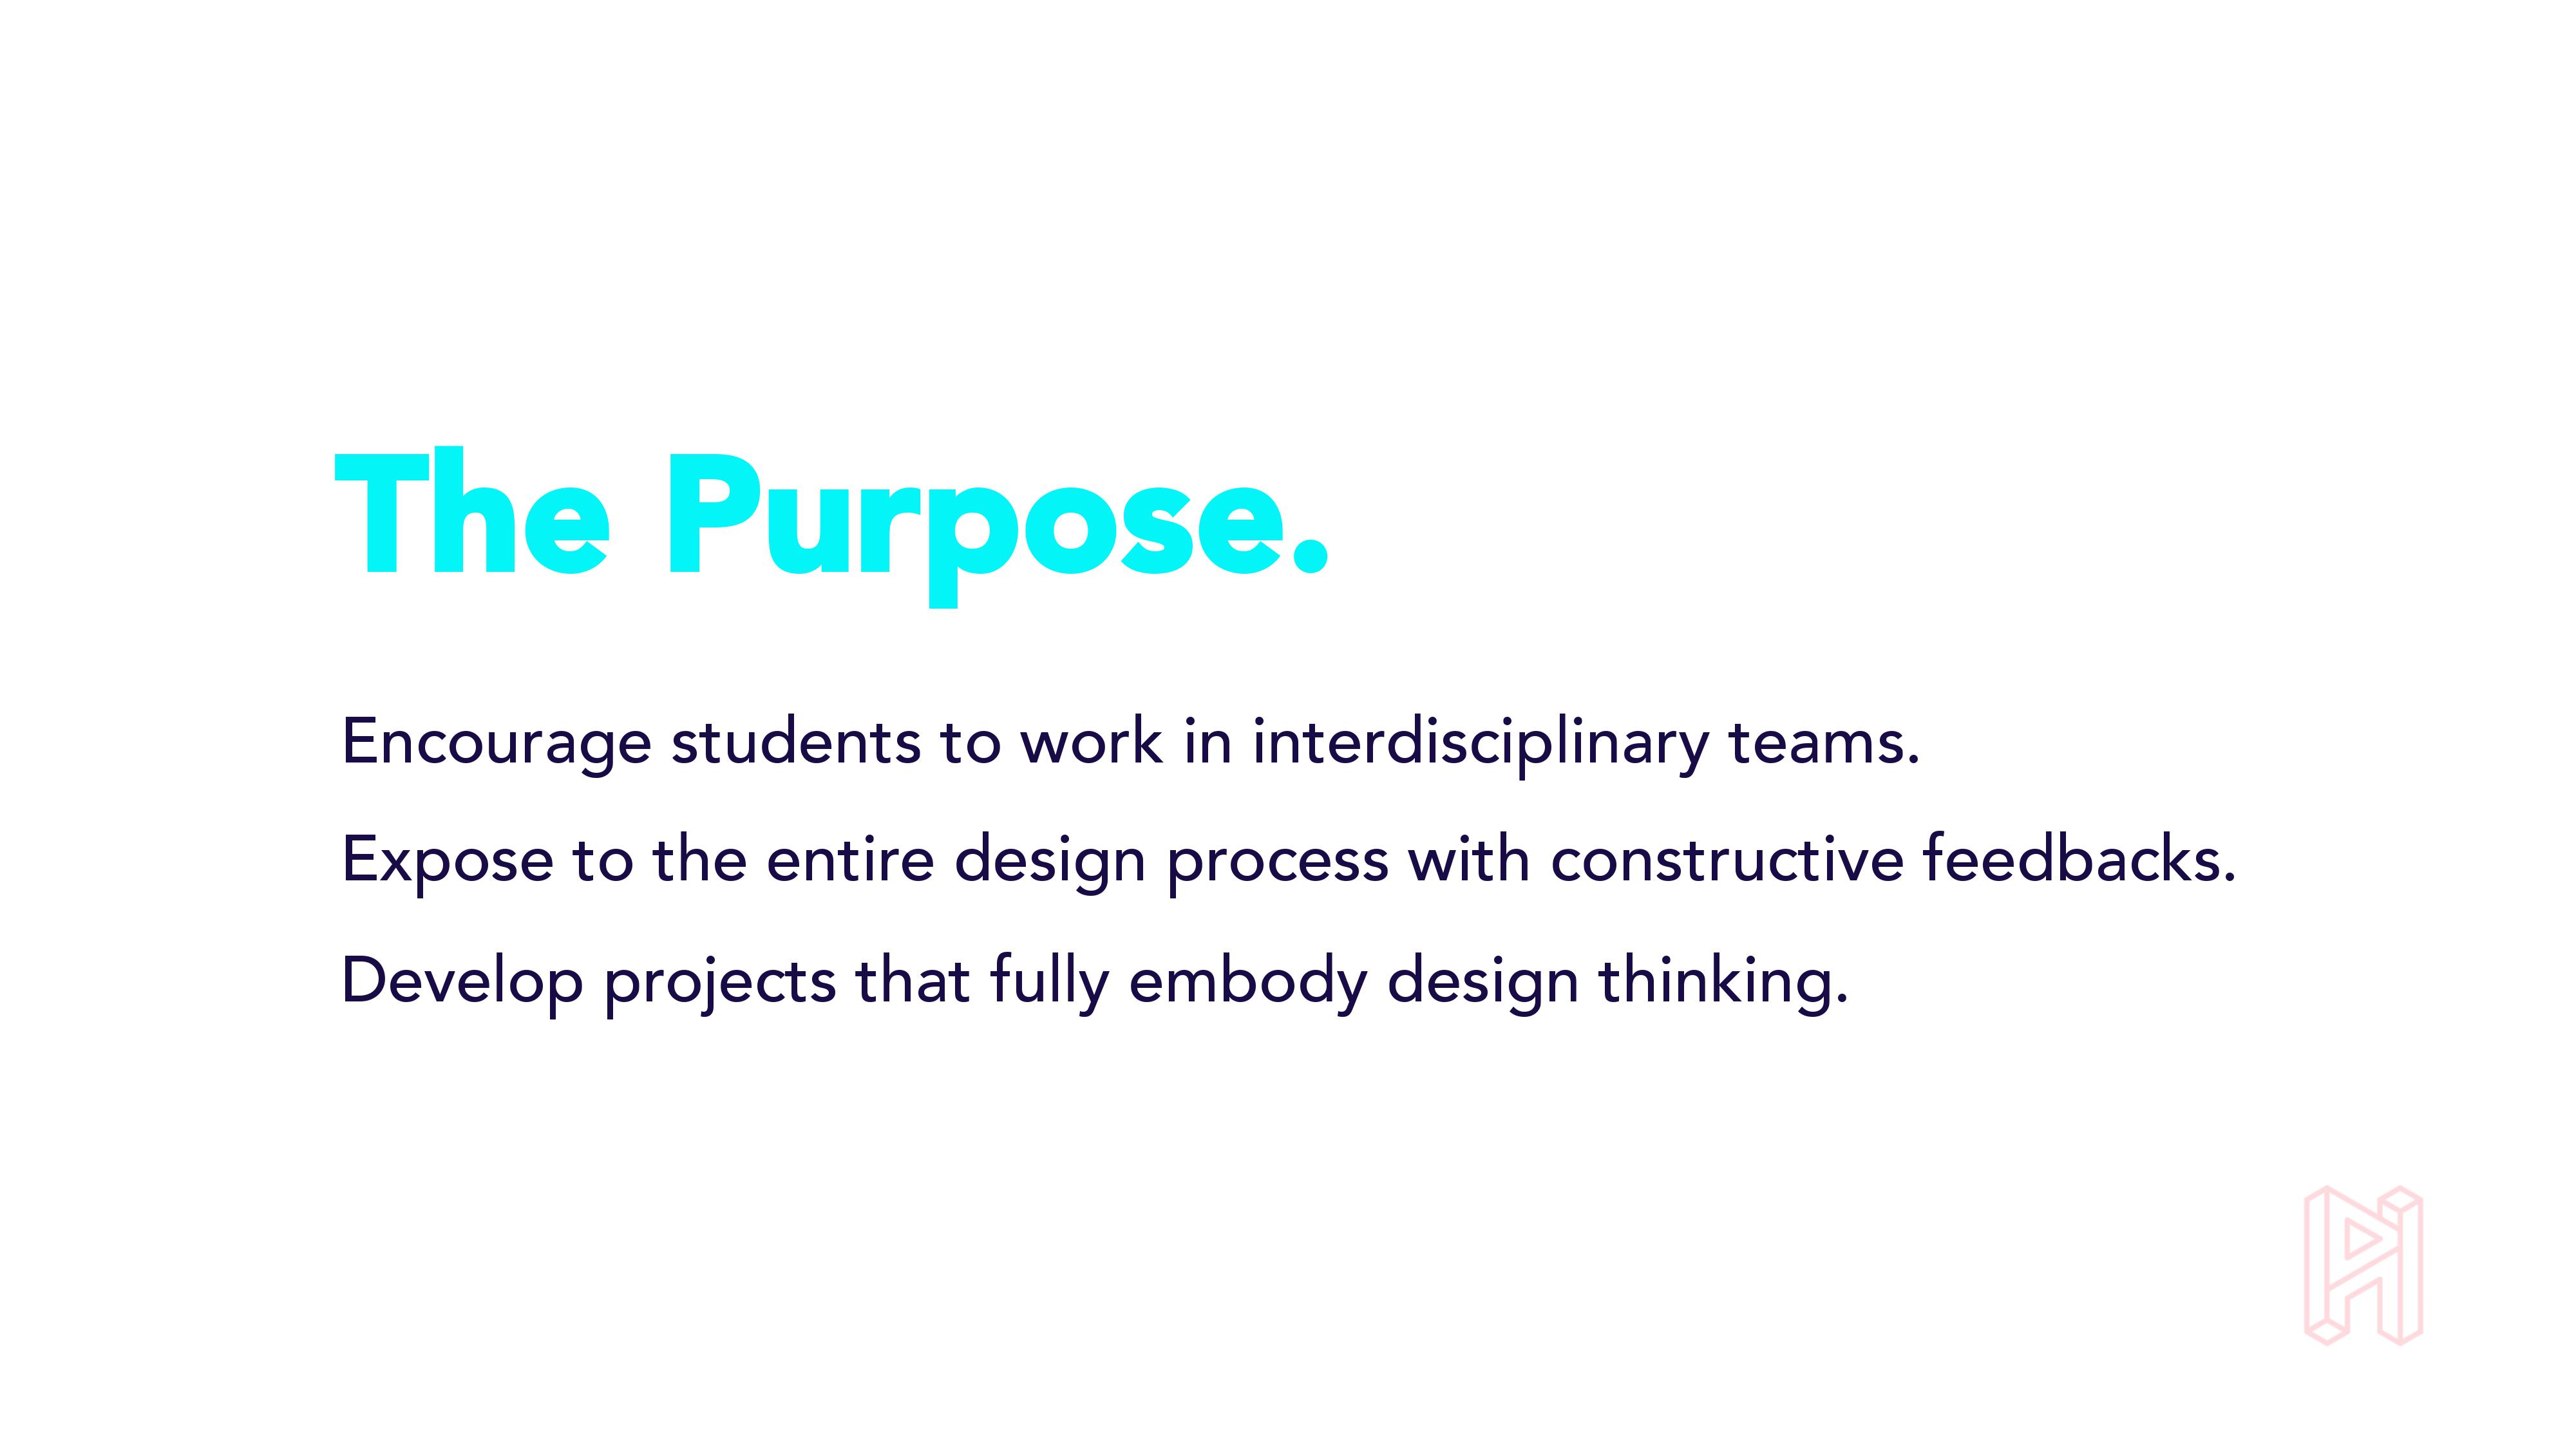 The Purpose.
Encourage students to work in interdisciplinary teams.
Expose to the entire design process with constructive feedbacks.
Develop projects that fully embody design thinking.